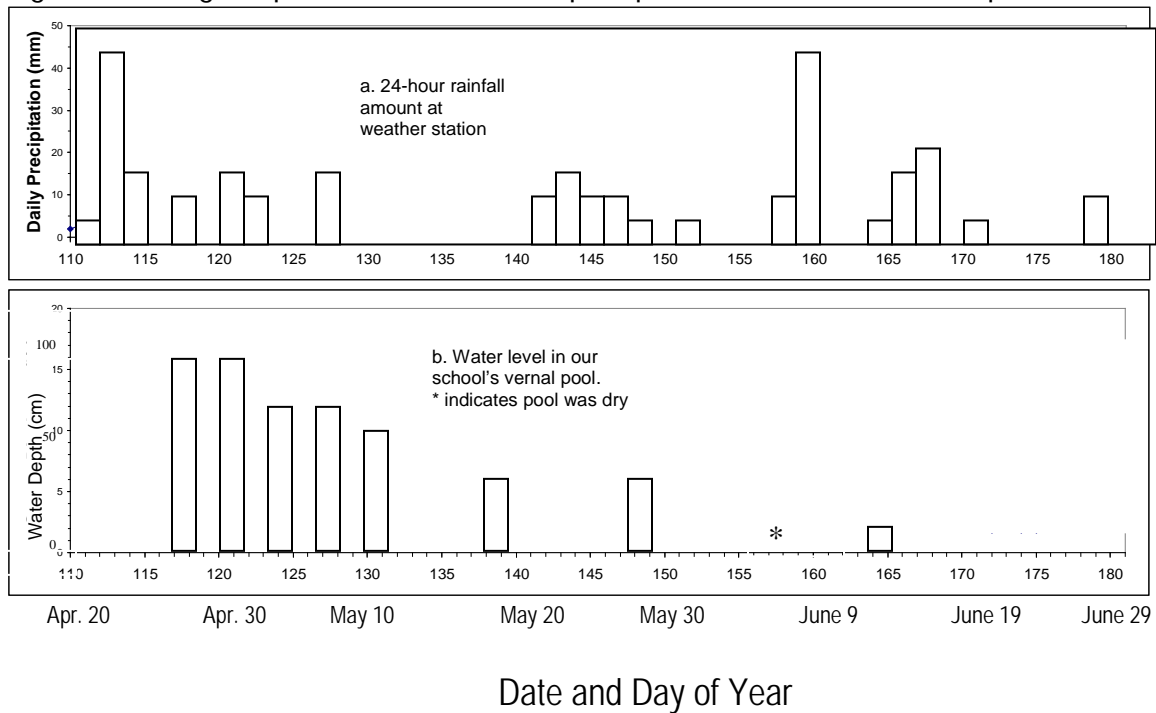 50
40
30
20
10
0
Daily Precipitation (mm)
a. 24-hour rainfall
amount at
weather station
110 115 120 125 130 135 140 145 150 155 160 165 170 175 180
20
100
15
10
50
5
0
Water Depth (cm)
b. Water level in our
school's vernal pool.
* indicates pool was dry
*
110 115 120 125 130 135 140 145 150 155 160 165 170 175 180
Apr. 20 Apr. 30 May 10 May 20 May 30 June 9 June 19 June 29
Date and Day of Year